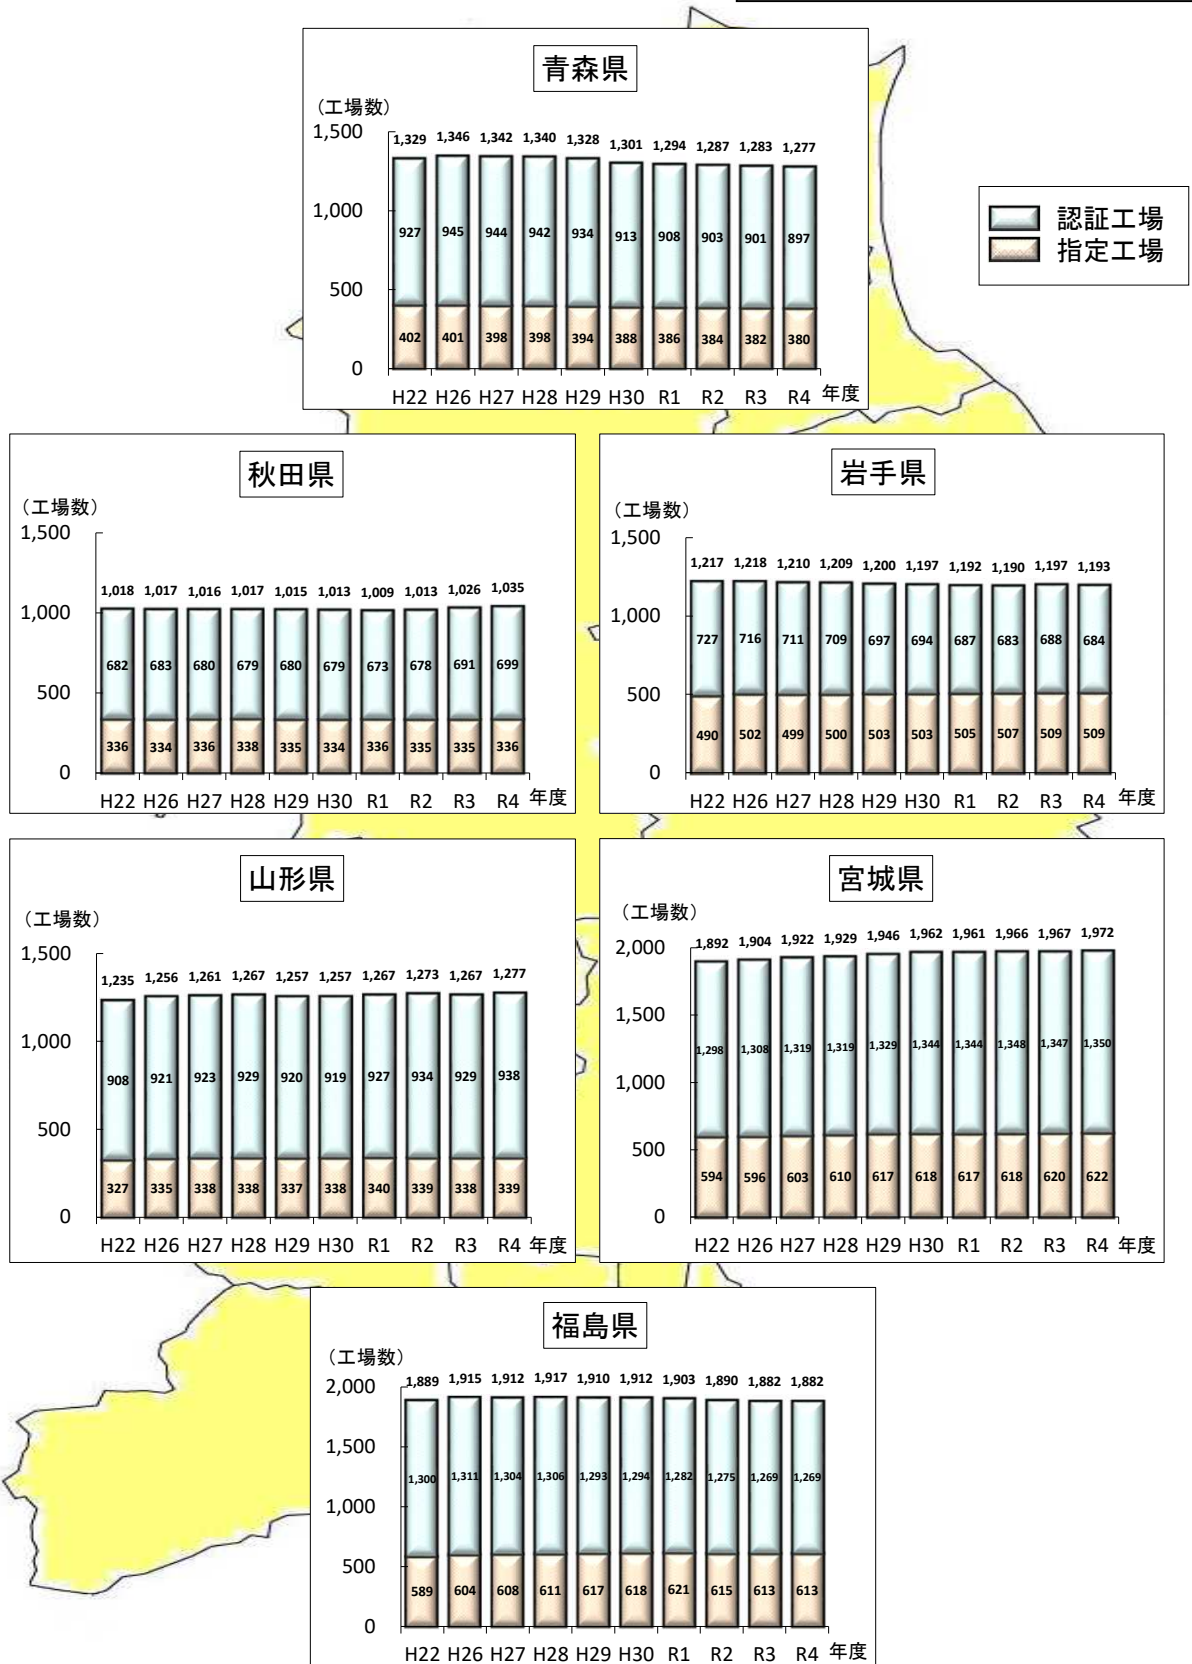 青森県
（工場数）
1,500
1,329 1,346 1,342 1,340 1,328 1,301 1,294 1,287 1,283 1,277
1,000
927 945 944 942 934 913 908 903 901 897
500
402 401 398 398 394 388 386 384 382 380
0
H22 H26 H27 H28 H29 H30 R1 R2 R3 R4 年度
認証工場
指定工場
秋田県
（工場数）
1,500
1,018 1,017 1,016 1,017 1,015 1,013 1,009 1,013 1,026 1,035
1,000
682 683 680 679 680 679 673 678 691 699
500
336 334 336 338 335 334 336 335 335 336
0
H22 H26 H27 H28 H29 H30 R1 R2 R3 R4 年度
岩手県
（工場数）
1,500
1,217 1,218 1,210 1,209 1,200 1,197 1,192 1,190 1,197 1,193
1,000
727 716 711 709 697 694 687 683 688 684
500
490 502 499 500 503 503 505 507 509 509
0
H22 H26 H27 H28 H29 H30 R1 R2 R3 R4 年度
山形県
（工場数）
1,500
1,235 1,256 1,261 1,267 1,257 1,257 1,267 1,273 1,267 1,277
1,000
908 921 923 929 920 919 927 934 929 938
500
327 335 338 338 337 338 340 339 338 339
0
H22 H26 H27 H28 H29 H30 R1 R2 R3 R4 年度
宮城県
（工場数）
2,000
1,892 1,904 1,922 1,929 1,946 1,962 1,961 1,966 1,967 1,972
1,500
1,298 1,308 1,319 1,319 1,329 1,344 1,344 1,348 1,347 1,350
1,000
500
594 596 603 610 617 618 617 618 620 622
0
H22 H26 H27 H28 H29 H30 R1 R2 R3 R4 年度
福島県
（工場数）
2,000
1,889 1,915 1,912 1,917 1,910 1,912 1,903 1,890 1,882 1,882
1,500
1,300 1,311 1,304 1,306 1,293 1,294 1,282 1,275 1,269 1,269
1,000
500
589 604 608 611 617 618 621 615 613 613
0
H22 H26 H27 H28 H29 H30 R1 R2 R3 R4 年度